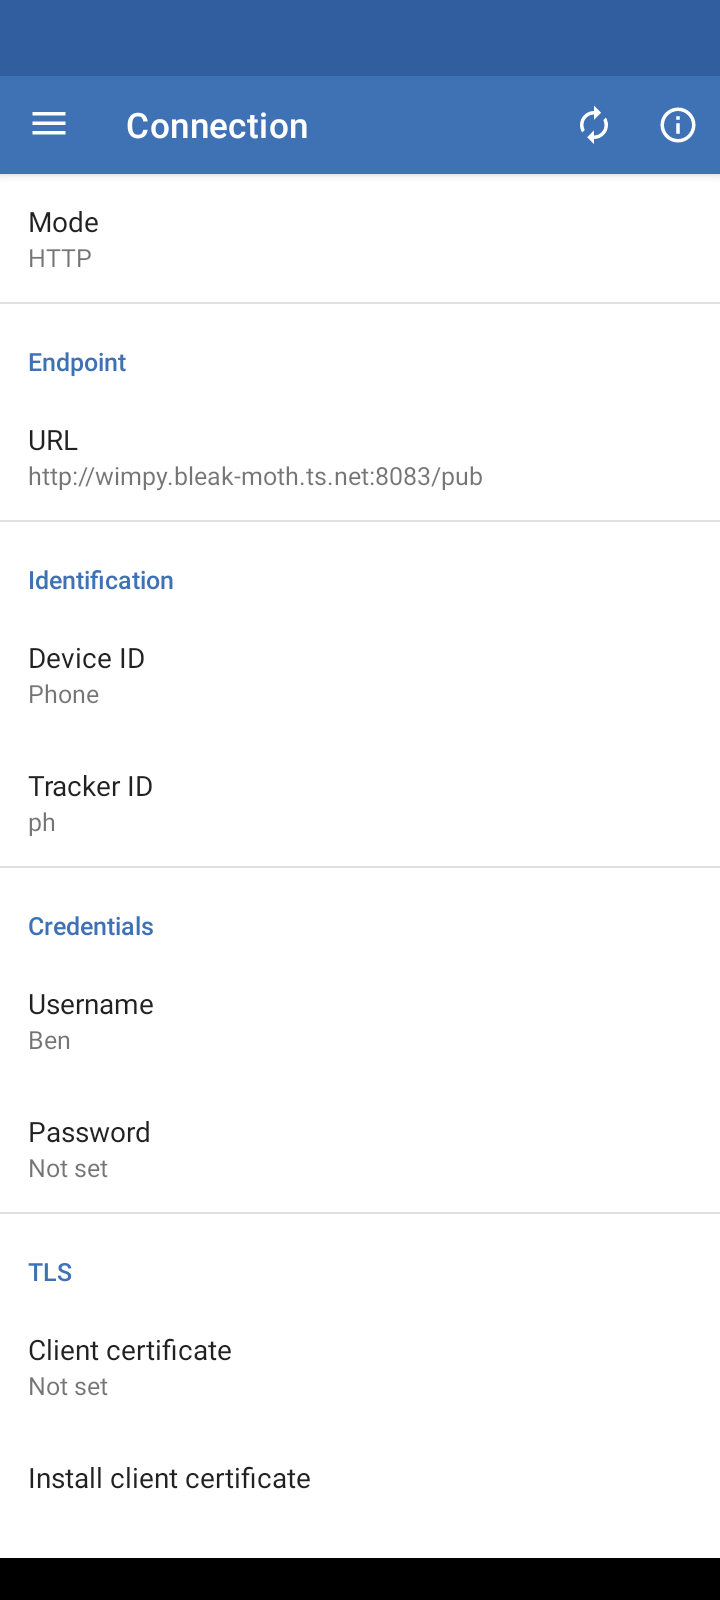 Connection
Mode
HTTP
Endpoint
URL
http://wimpy.bleak-moth.ts.net:8083/pub
Identification
Device ID
Phone
Tracker ID
ph
Credentials
Username
Ben
Password
Not set
TLS
Client certificate
Not set
Install client certificate